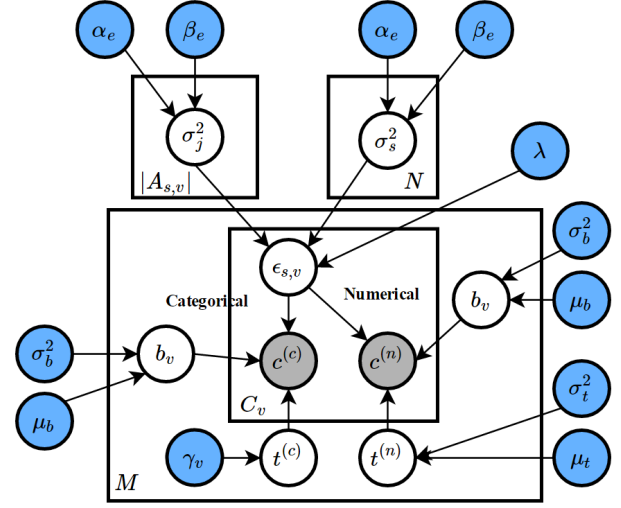 α_e β_e α_e β_e
σ_j^2 σ_s^2 λ
|A_{s,v}| N
σ_b^2
ϵ_{s,v}
Categorical Numerical b_v μ_b
σ_b^2 b_v c^{(c)} c^{(n)}
σ_t^2
μ_b C_v
γ_v t^{(c)} t^{(n)} μ_t
M